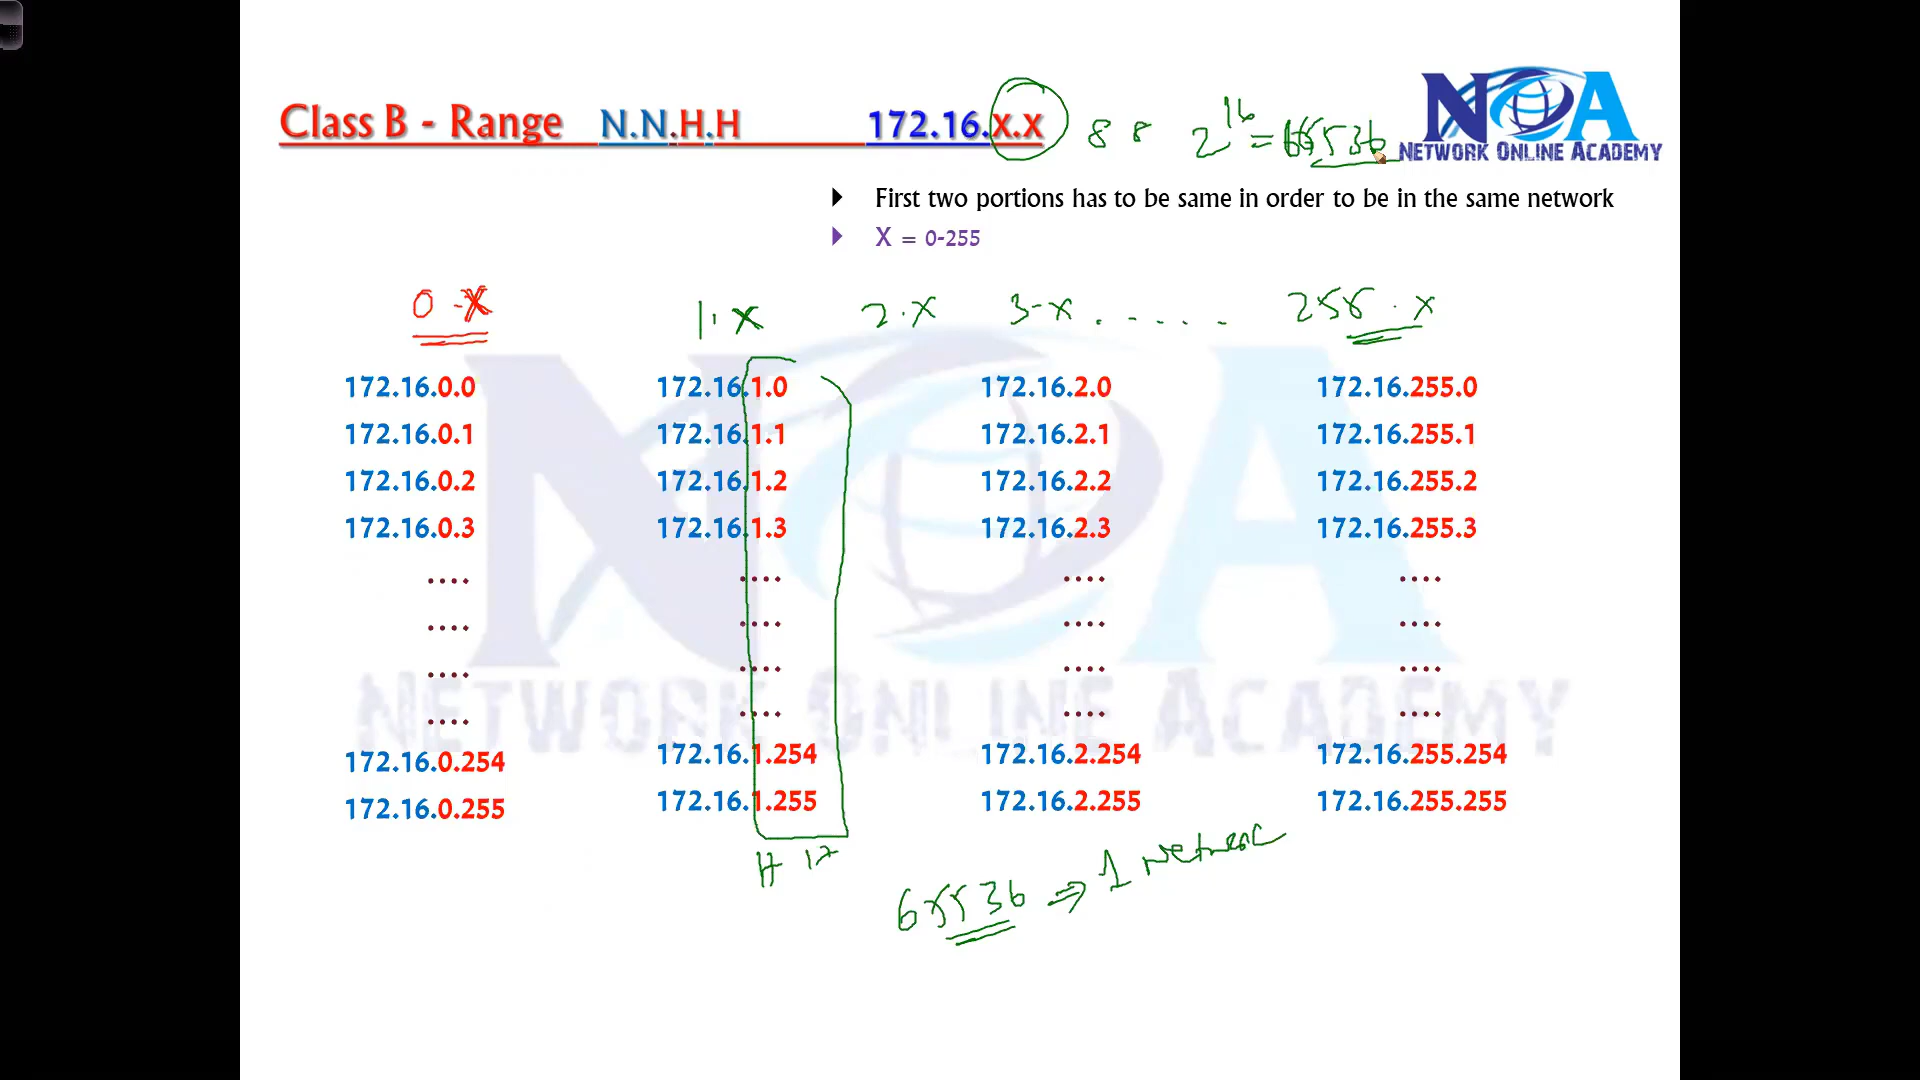 Class B - Range N.N.H.H 172.16.x.x 8 8 2^16 = 65536
NOA
NETWORK ONLINE ACADEMY
First two portions has to be same in order to be in the same network
X = 0-255
0 - X 1.X 2.X 3-X ...... 255.X
172.16.0.0 172.16.1.0 172.16.2.0 172.16.255.0
172.16.0.1 172.16.1.1 172.16.2.1 172.16.255.1
172.16.0.2 172.16.1.2 172.16.2.2 172.16.255.2
172.16.0.3 172.16.1.3 172.16.2.3 172.16.255.3
.... .... .... ....
.... .... .... ....
.... .... .... ....
.... .... .... ....
172.16.0.254 172.16.1.254 172.16.2.254 172.16.255.254
172.16.0.255 172.16.1.255 172.16.2.255 172.16.255.255
H
65536 ⇒ 1 Network
NOA
NETWORK ONLINE ACADEMY